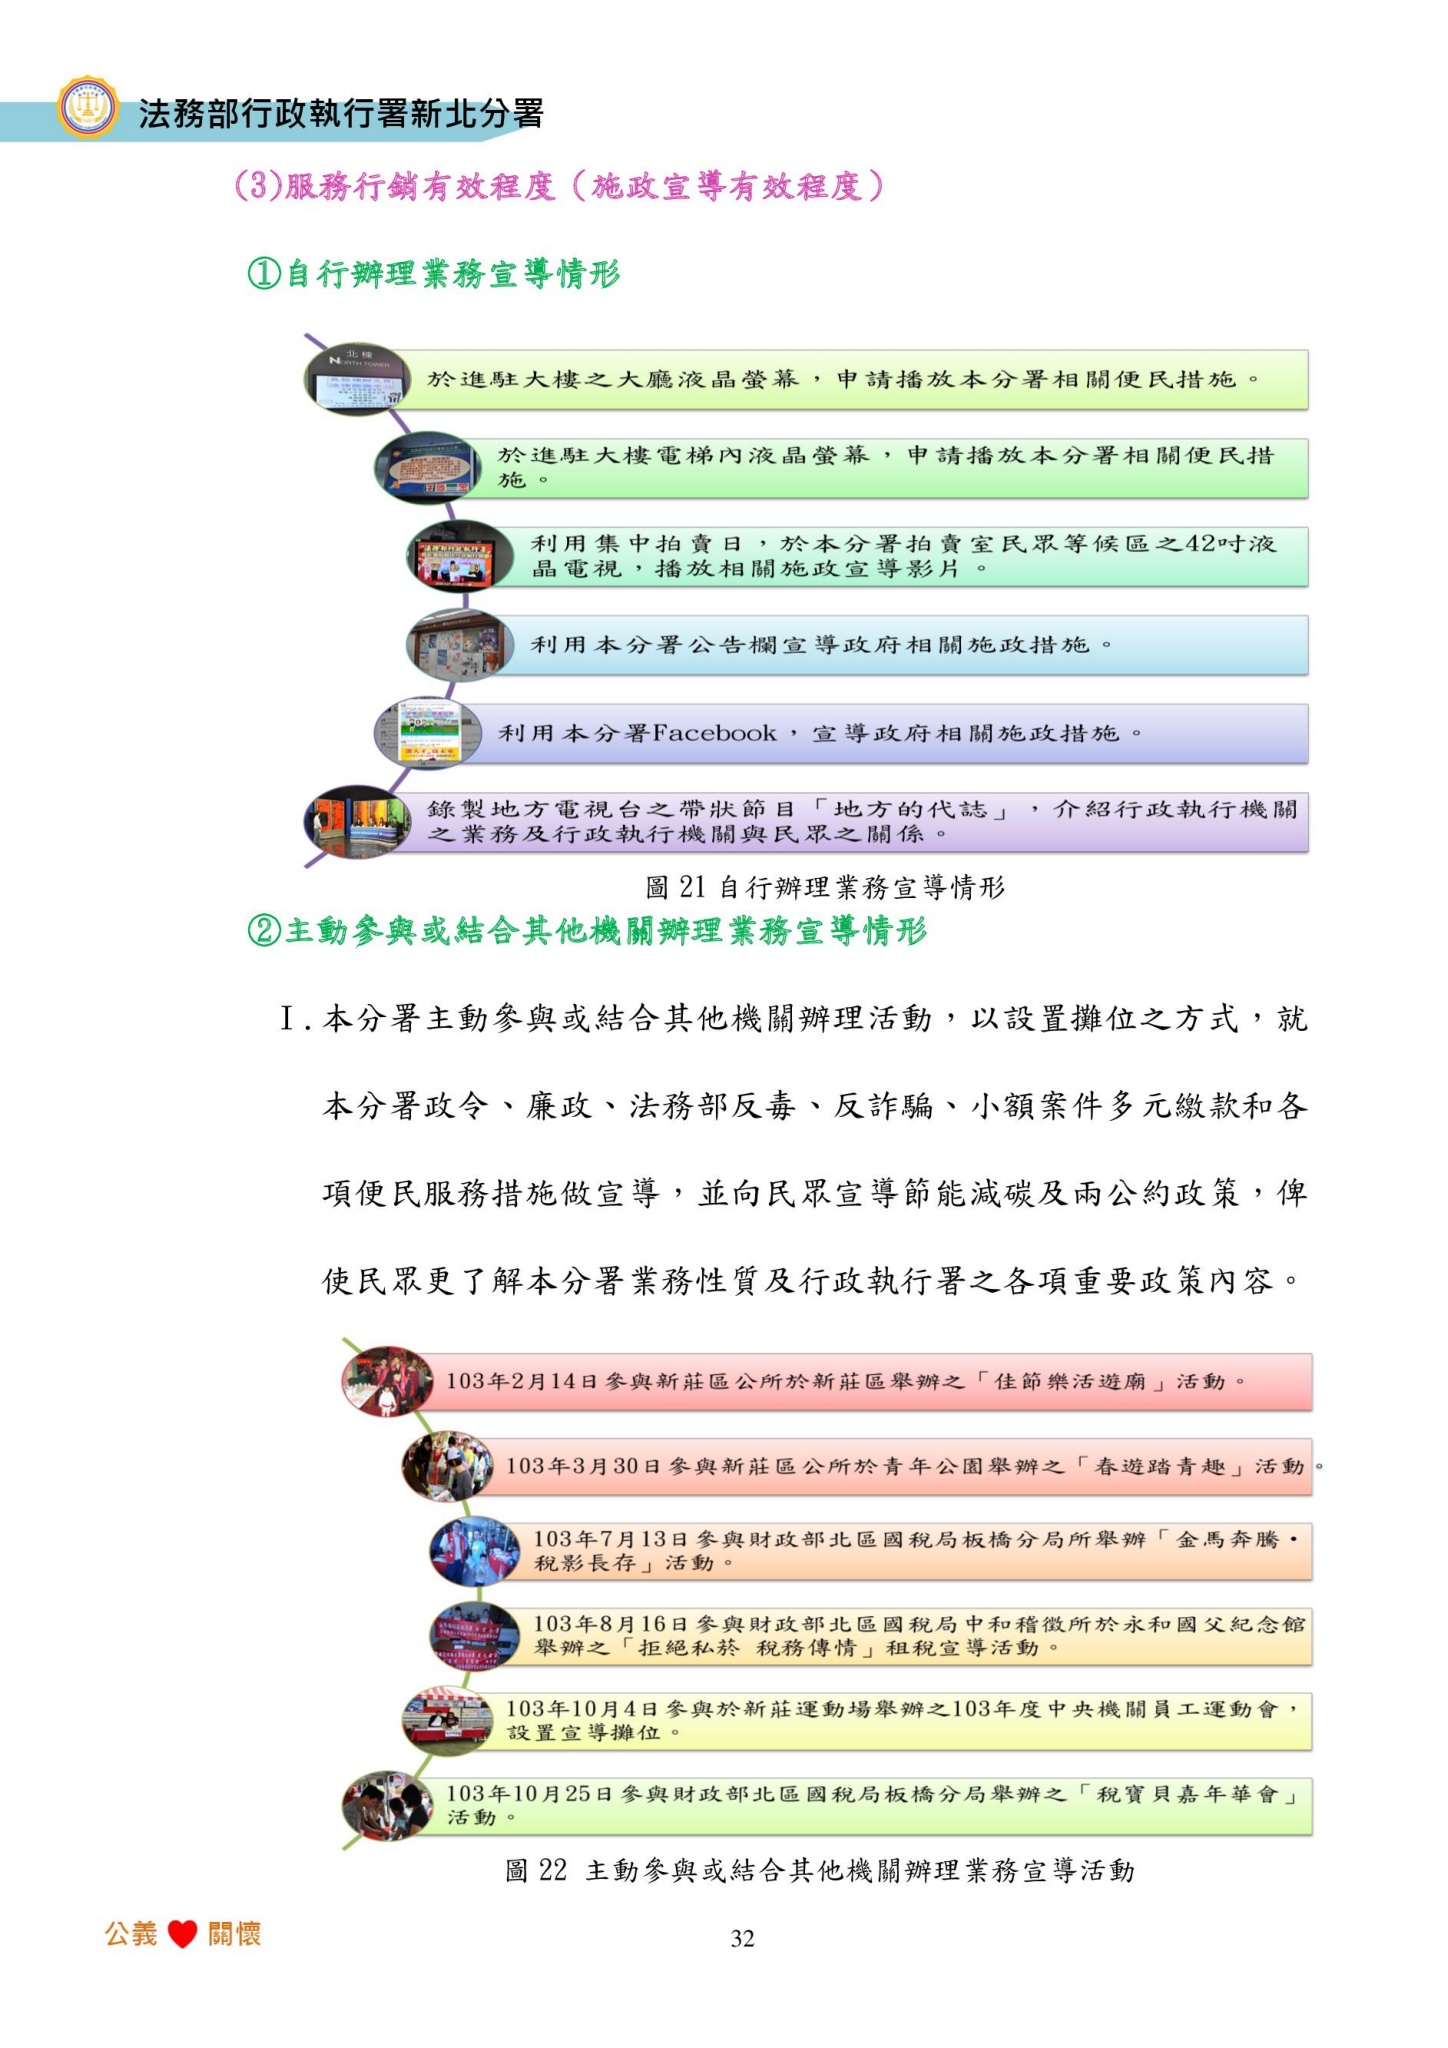 法務部行政執行署新北分署
(3)服務行銷有效程度（施政宣導有效程度）
①自行辦理業務宣導情形
北棟
NORTH TOWER
於進駐大樓之大廳液晶螢幕，申請播放本分署相關便民措施。
於進駐大樓電梯內液晶螢幕，申請播放本分署相關便民措
施。
利用集中拍賣日，於本分署拍賣室民眾等候區之42吋液
晶電視，播放相關施政宣導影片。
利用本分署公告欄宣導政府相關施政措施。
利用本分署Facebook，宣導政府相關施政措施。
錄製地方電視台之帶狀節目「地方的代誌」，介紹行政執行機關
之業務及行政執行機關與民眾之關係。
圖 21 自行辦理業務宣導情形
②主動參與或結合其他機關辦理業務宣導情形
Ⅰ.本分署主動參與或結合其他機關辦理活動，以設置攤位之方式，就
本分署政令、廉政、法務部反毒、反詐騙、小額案件多元繳款和各
項便民服務措施做宣導，並向民眾宣導節能減碳及兩公約政策，俾
使民眾更了解本分署業務性質及行政執行署之各項重要政策內容。
103年2月14日參與新莊區公所於新莊區舉辦之「佳節樂活遊廟」活動。
103年3月30日參與新莊區公所於青年公園舉辦之「春遊踏青趣」活動。
103年7月13日參與財政部北區國稅局板橋分局所舉辦「金馬奔騰・
稅影長存」活動。
103年8月16日參與財政部北區國稅局中和稽徵所於永和國父紀念館
舉辦之「拒絕私菸 稅務傳情」租稅宣導活動。
103年10月4日參與於新莊運動場舉辦之103年度中央機關員工運動會，
設置宣導攤位。
103年10月25日參與財政部北區國稅局板橋分局舉辦之「稅寶貝嘉年華會」
活動。
圖 22 主動參與或結合其他機關辦理業務宣導活動
公義 關懷
32